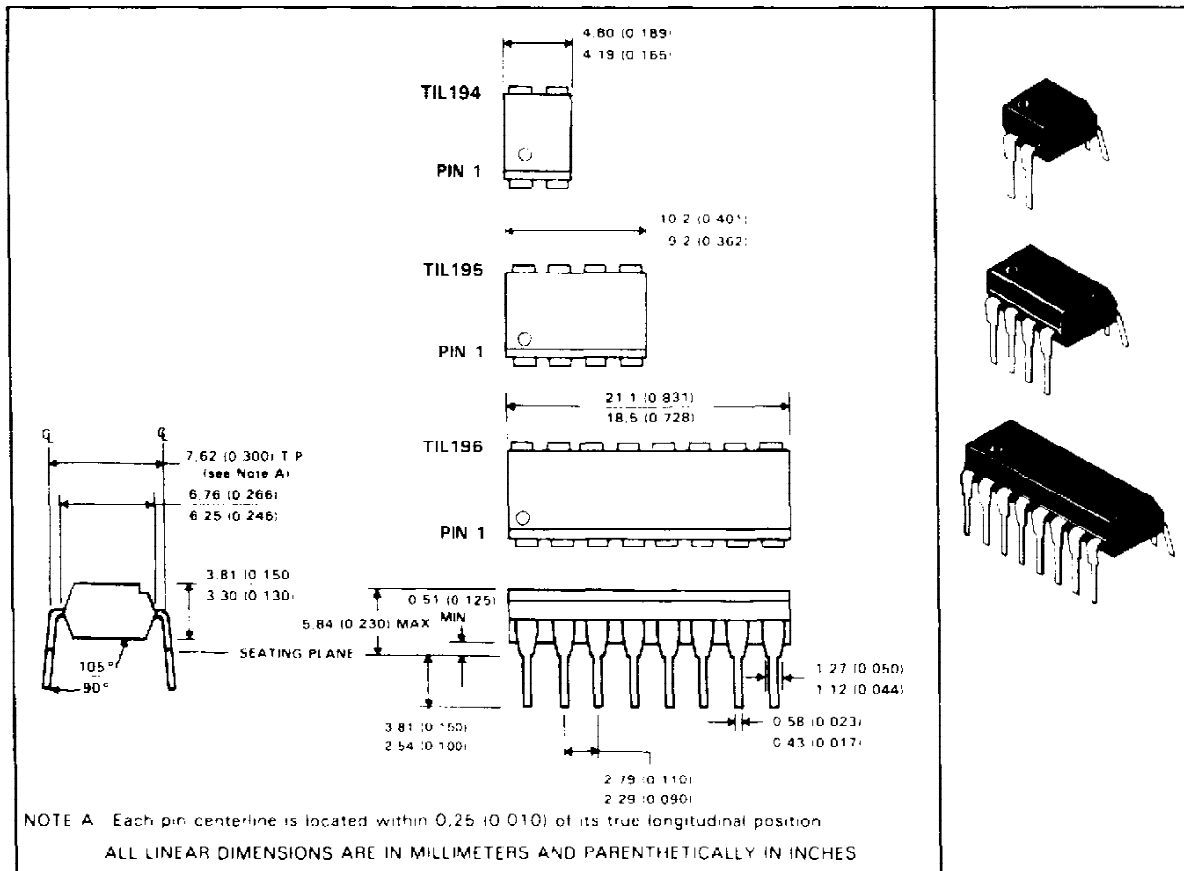 4,80 (0.189)
4,19 (0.165)
TIL194
PIN 1
10,2 (0.401)
9,2 (0.362)
TIL195
PIN 1
21,1 (0.831)
18,5 (0.728)
TIL196
PIN 1
℄ ℄
7,62 (0.300) T.P.
(see Note A)
6,76 (0.266)
6,25 (0.246)
3,81 (0.150
3,30 (0.130)
105°
90°
SEATING PLANE
0,51 (0.125)
MIN
5,84 (0.230) MAX
3,81 (0.150)
2,54 (0.100)
1,27 (0.050)
1,12 (0.044)
0,58 (0.023)
0,43 (0.017)
2,79 (0.110)
2,29 (0.090)
NOTE A Each pin centerline is located within 0,25 (0.010) of its true longitudinal position
ALL LINEAR DIMENSIONS ARE IN MILLIMETERS AND PARENTHETICALLY IN INCHES